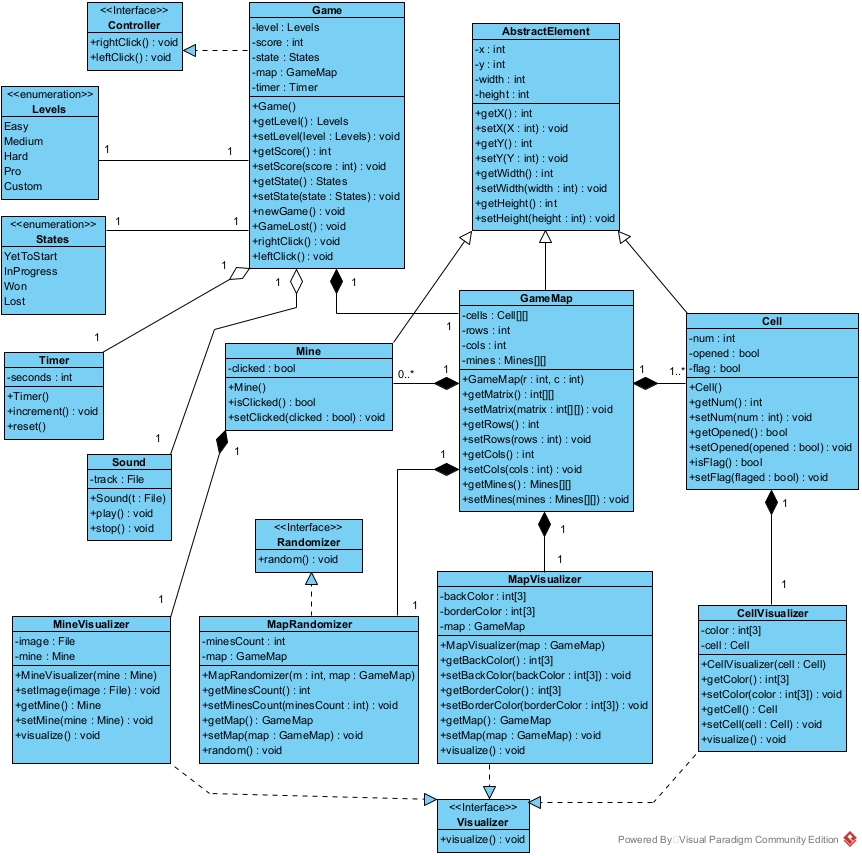 <<Interface>>
Controller
+rightClick() : void
+leftClick() : void
Game
-level : Levels
-score : int
-state : States
-map : GameMap
-timer : Timer
+Game()
+getLevel() : Levels
+setLevel(level : Levels) : void
+getScore() : int
+setScore(score : int) : void
+getState() : States
+setState(state : States) : void
+newGame() : void
+GameLost() : void
+rightClick() : void
+leftClick() : void
AbstractElement
-x : int
-y : int
-width : int
-height : int
+getX() : int
+setX(X : int) : void
+getY() : int
+setY(Y : int) : void
+getWidth() : int
+setWidth(width : int) : void
+getHeight() : int
+setHeight(height : int) : void
<<enumeration>>
Levels
Easy
Medium
Hard
Pro
Custom
1
1
<<enumeration>>
States
YetToStart
InProgress
Won
Lost
1
1
1
1
1
1
1
1
Timer
-seconds : int
+Timer()
+increment() : void
+reset()
Mine
-clicked : bool
+Mine()
+isClicked() : bool
+setClicked(clicked : bool) : void
0..*
1
GameMap
-cells : Cell[][]
-rows : int
-cols : int
-mines : Mines[][]
+GameMap(r : int, c : int)
+getMatrix() : int[][]
+setMatrix(matrix : int[][]) : void
+getRows() : int
+setRows(rows : int) : void
+getCols() : int
+setCols(cols : int) : void
+getMines() : Mines[][]
+setMines(mines : Mines[][]) : void
1
1..*
Cell
-num : int
-opened : bool
-flag : bool
+Cell()
+getNum() : int
+setNum(num : int) : void
+getOpened() : bool
+setOpened(opened : bool) : void
+isFlag() : bool
+setFlag(flaged : bool) : void
Sound
-track : File
+Sound(t : File)
+play() : void
+stop() : void
1
1
1
1
1
1
1
1
<<Interface>>
Randomizer
+random() : void
MineVisualizer
-image : File
-mine : Mine
+MineVisualizer(mine : Mine)
+setImage(image : File) : void
+getMine() : Mine
+setMine(mine : Mine) : void
+visualize() : void
MapRandomizer
-minesCount : int
-map : GameMap
+MapRandomizer(m : int, map : GameMap)
+getMinesCount() : int
+setMinesCount(minesCount : int) : void
+getMap() : GameMap
+setMap(map : GameMap) : void
+random() : void
MapVisualizer
-backColor : int[3]
-borderColor : int[3]
-map : GameMap
+MapVisualizer(map : GameMap)
+getBackColor() : int[3]
+setBackColor(backColor : int[3]) : void
+getBorderColor() : int[3]
+setBorderColor(borderColor : int[3]) : void
+getMap() : GameMap
+setMap(map : GameMap) : void
+visualize() : void
CellVisualizer
-color : int[3]
-cell : Cell
+CellVisualizer(cell : Cell)
+getColor() : int[3]
+setColor(color : int[3]) : void
+getCell() : Cell
+setCell(cell : Cell) : void
+visualize() : void
<<Interface>>
Visualizer
+visualize() : void
Powered By Visual Paradigm Community Edition